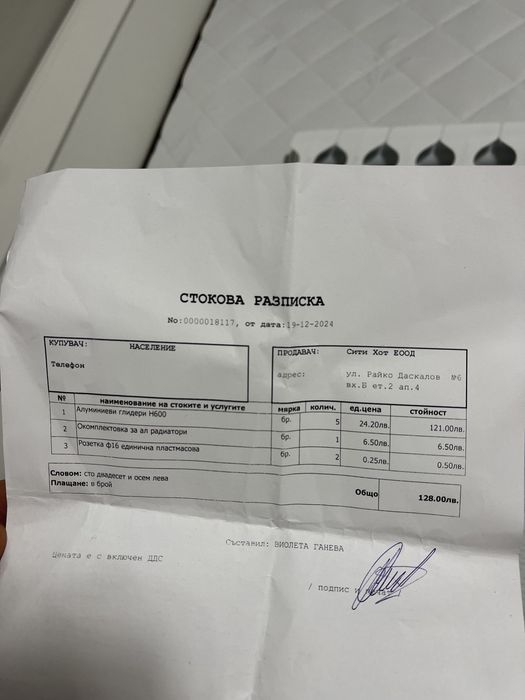 СТОКОВА РАЗПИСКА
No:0000018117, от дата:19-12-2024
КУПУВАЧ: НАСЕЛЕНИЕ
Телефон
ПРОДАВАЧ: Сити Хот ЕООД
адрес: ул. Райко Даскалов №6
вх.Б ет.2 ап.4
№ наименование на стоките и услугите мярка колич. ед.цена стойност
1 Алуминиеви глидери H600 бр. 5 24.20лв. 121.00лв.
2 Окомплектовка за ал радиатори бр. 1 6.50лв. 6.50лв.
3 Розетка ф16 единична пластмасова бр. 2 0.25лв. 0.50лв.
Словом: сто двадесет и осем лева
Плащане: в брой
Общо 128.00лв.
Съставил: ВИОЛЕТА ГАНЕВА
Цената е с включен ДДС
/ подпис и